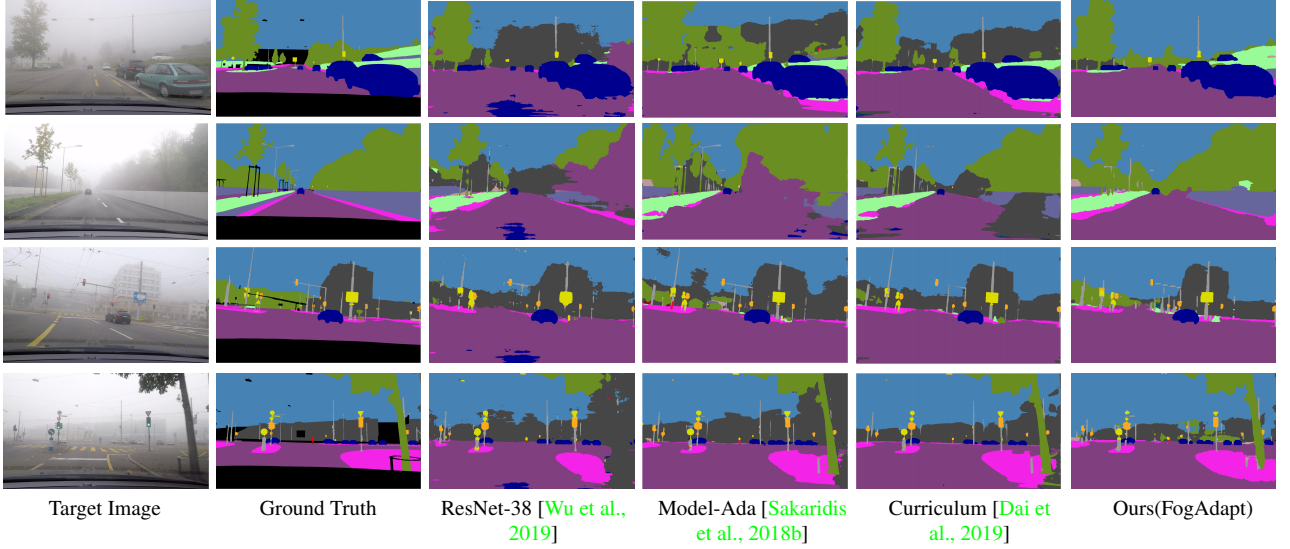 Target Image
Ground Truth
ResNet-38 [Wu et al.,
2019]
Model-Ada [Sakaridis
et al., 2018b]
Curriculum [Dai et
al., 2019]
Ours(FogAdapt)